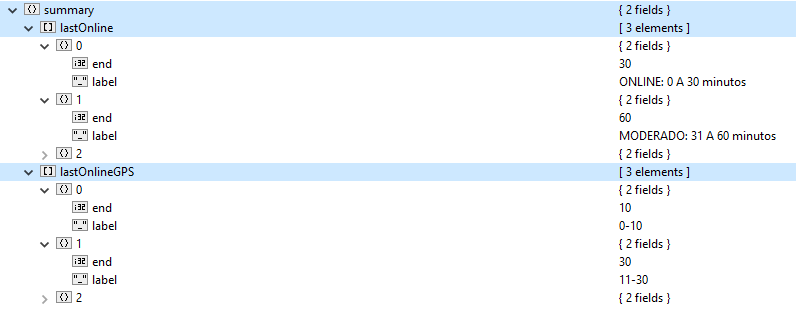 summary { 2 fields }
lastOnline [ 3 elements ]
0 { 2 fields }
end 30
label ONLINE: 0 A 30 minutos
1 { 2 fields }
end 60
label MODERADO: 31 A 60 minutos
2 { 2 fields }
lastOnlineGPS [ 3 elements ]
0 { 2 fields }
end 10
label 0-10
1 { 2 fields }
end 30
label 11-30
2 { 2 fields }